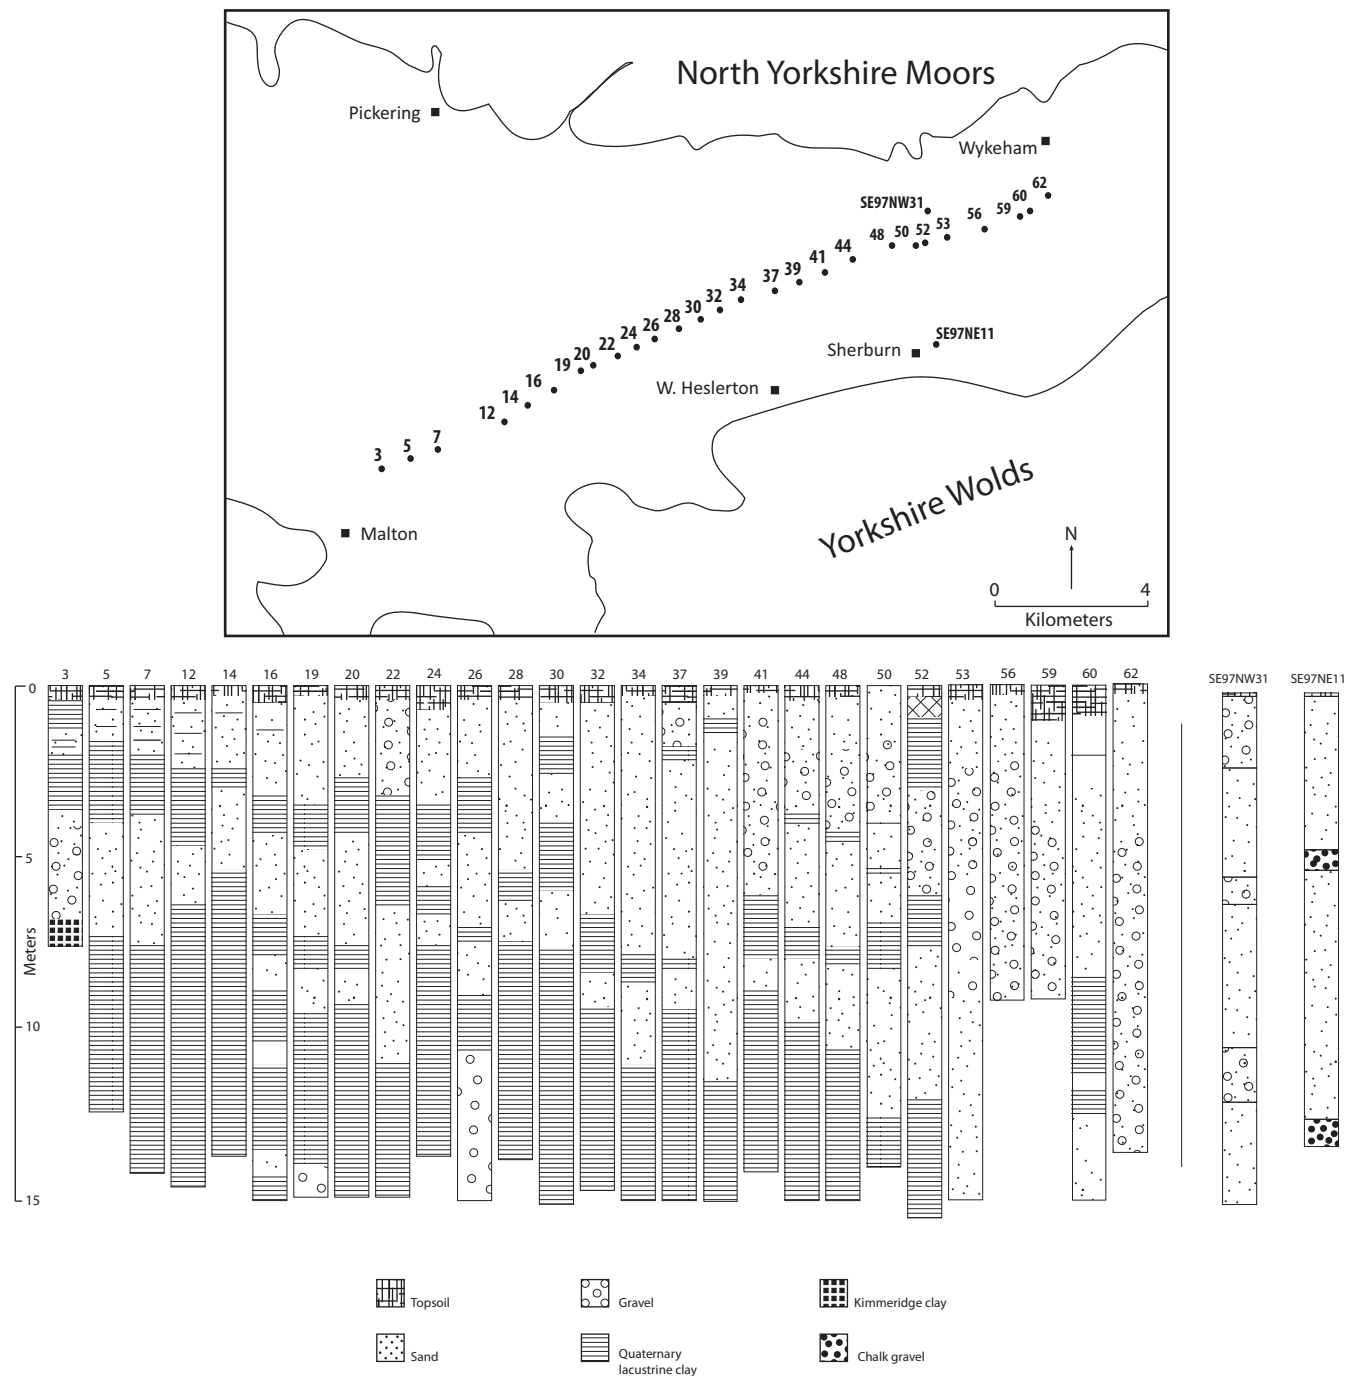 North Yorkshire Moors
Pickering
Wykeham
62
60
59
SE97NW31
56
53
52
50
48
44
41
39
37
34
32
30
28
26
24
22
20
19
16
14
12
7
5
3
Sherburn
SE97NE11
W. Heslerton
Malton
Yorkshire Wolds
N
0 4
Kilometers
3 5 7 12 14 16 19 20 22 24 26 28 30 32 34 37 39 41 44 48 50 52 53 56 59 60 62 SE97NW31 SE97NE11
0
5
Meters
10
15
Topsoil
Gravel
Kimmeridge clay
Sand
Quaternary
lacustrine clay
Chalk gravel